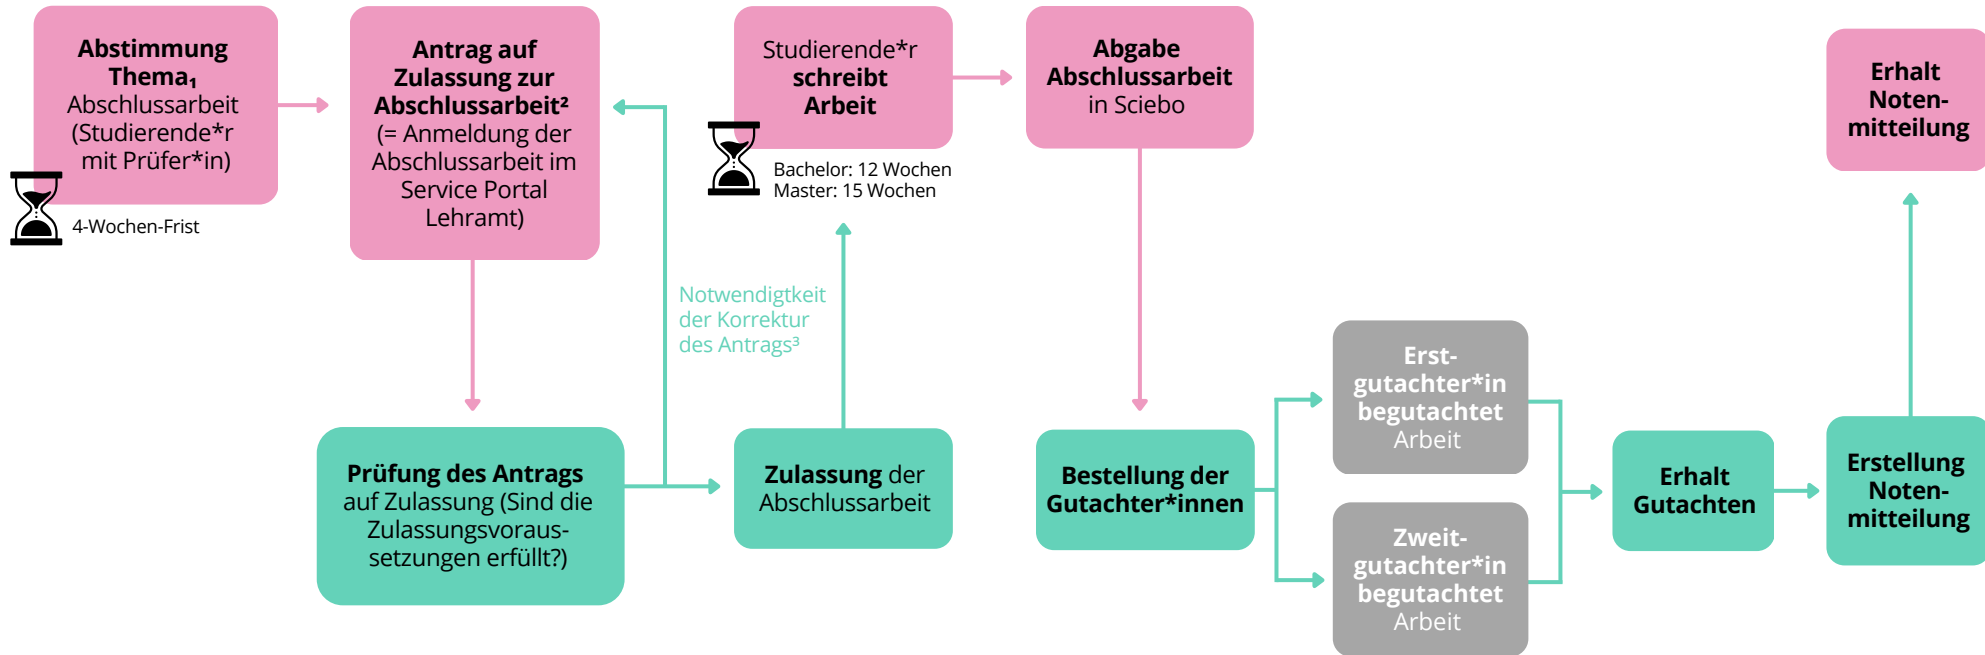 Abstimmung
Thema₁
Abschlussarbeit
(Studierende*r
mit Prüfer*in)
4-Wochen-Frist
Antrag auf
Zulassung zur
Abschlussarbeit²
(= Anmeldung der
Abschlussarbeit im
Service Portal
Lehramt)
Prüfung des Antrags
auf Zulassung (Sind die
Zulassungsvoraus-
setzungen erfüllt?)
Notwendigtkeit
der Korrektur
des Antrags³
Zulassung der
Abschlussarbeit
Studierende*r
schreibt
Arbeit
Bachelor: 12 Wochen
Master: 15 Wochen
Abgabe
Abschlussarbeit
in Sciebo
Bestellung der
Gutachter*innen
Erst-
gutachter*in
begutachtet
Arbeit
Zweit-
gutachter*in
begutachtet
Arbeit
Erhalt
Gutachten
Erstellung
Noten-
mitteilung
Erhalt
Noten-
mitteilung